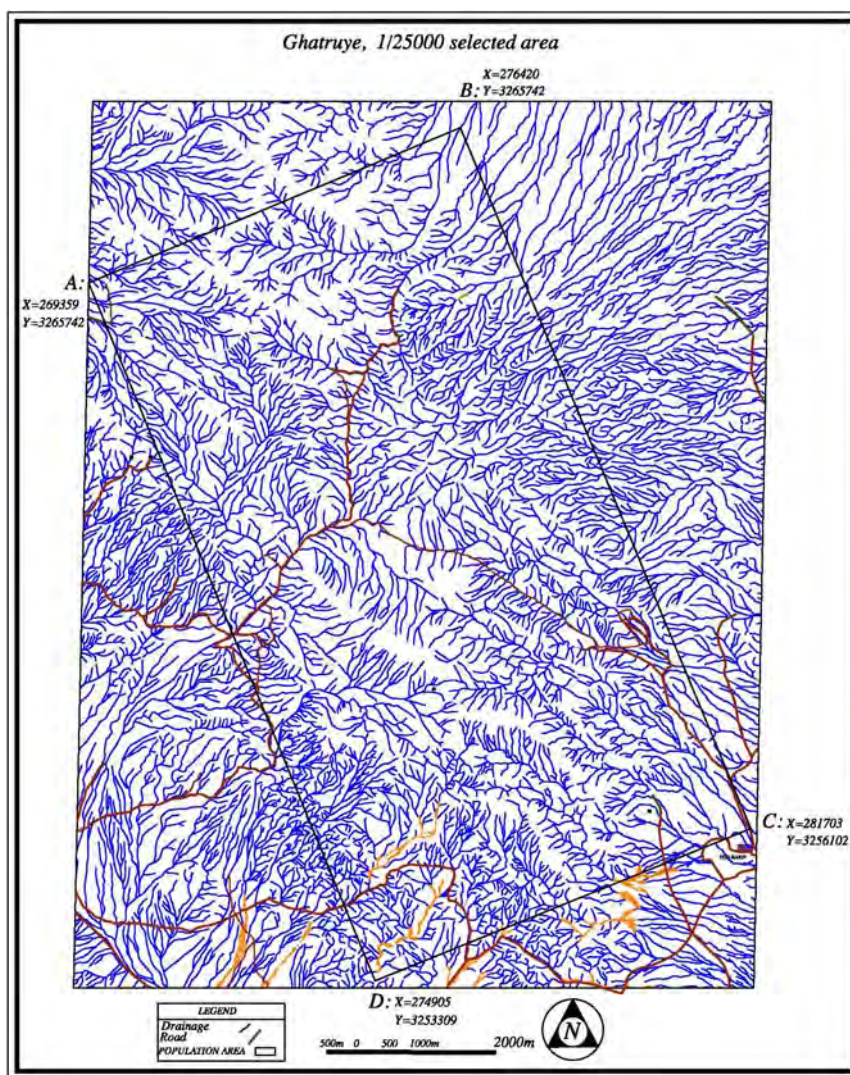 Ghatruye, 1/25000 selected area
X=276420
B: Y=3265742
A:
X=269359
Y=3265742
C: X=281703
Y=3256102
D: X=274905
Y=3253309
LEGEND
Drainage
Road
POPULATION AREA
500m 0 500 1000m 2000m
N